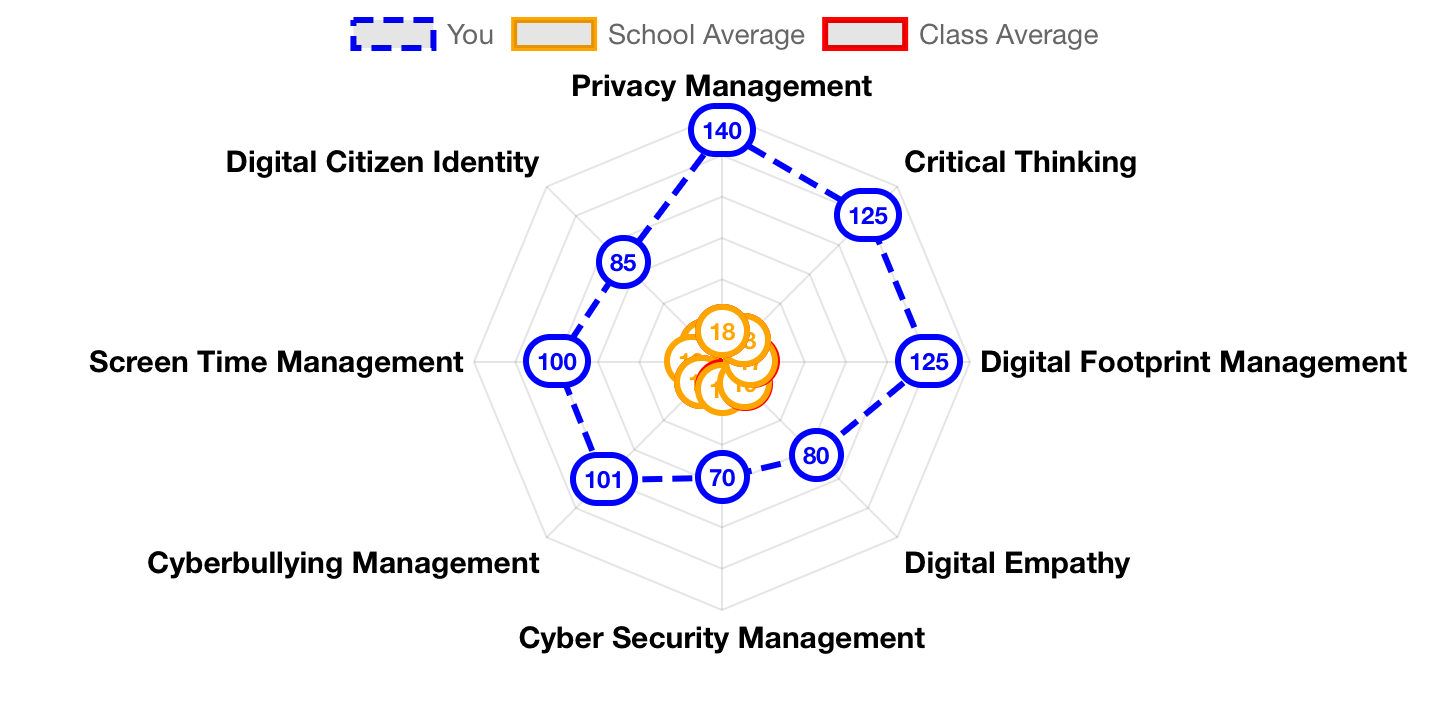 You School Average Class Average
Privacy Management
140
Digital Citizen Identity
Critical Thinking
125
85
18
Screen Time Management
100
125
Digital Footprint Management
80
101
70
Cyberbullying Management
Digital Empathy
Cyber Security Management